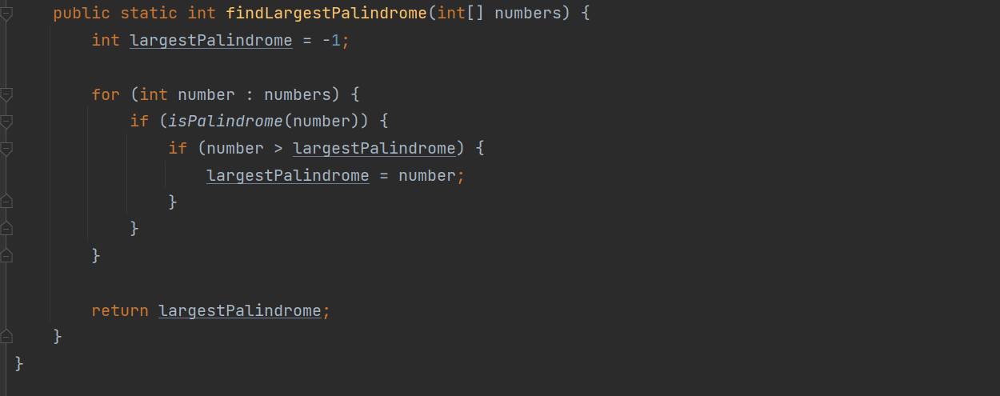 public static int findLargestPalindrome(int[] numbers) {
int largestPalindrome = -1;
for (int number : numbers) {
if (isPalindrome(number)) {
if (number > largestPalindrome) {
largestPalindrome = number;
}
}
}
return largestPalindrome;
}
}